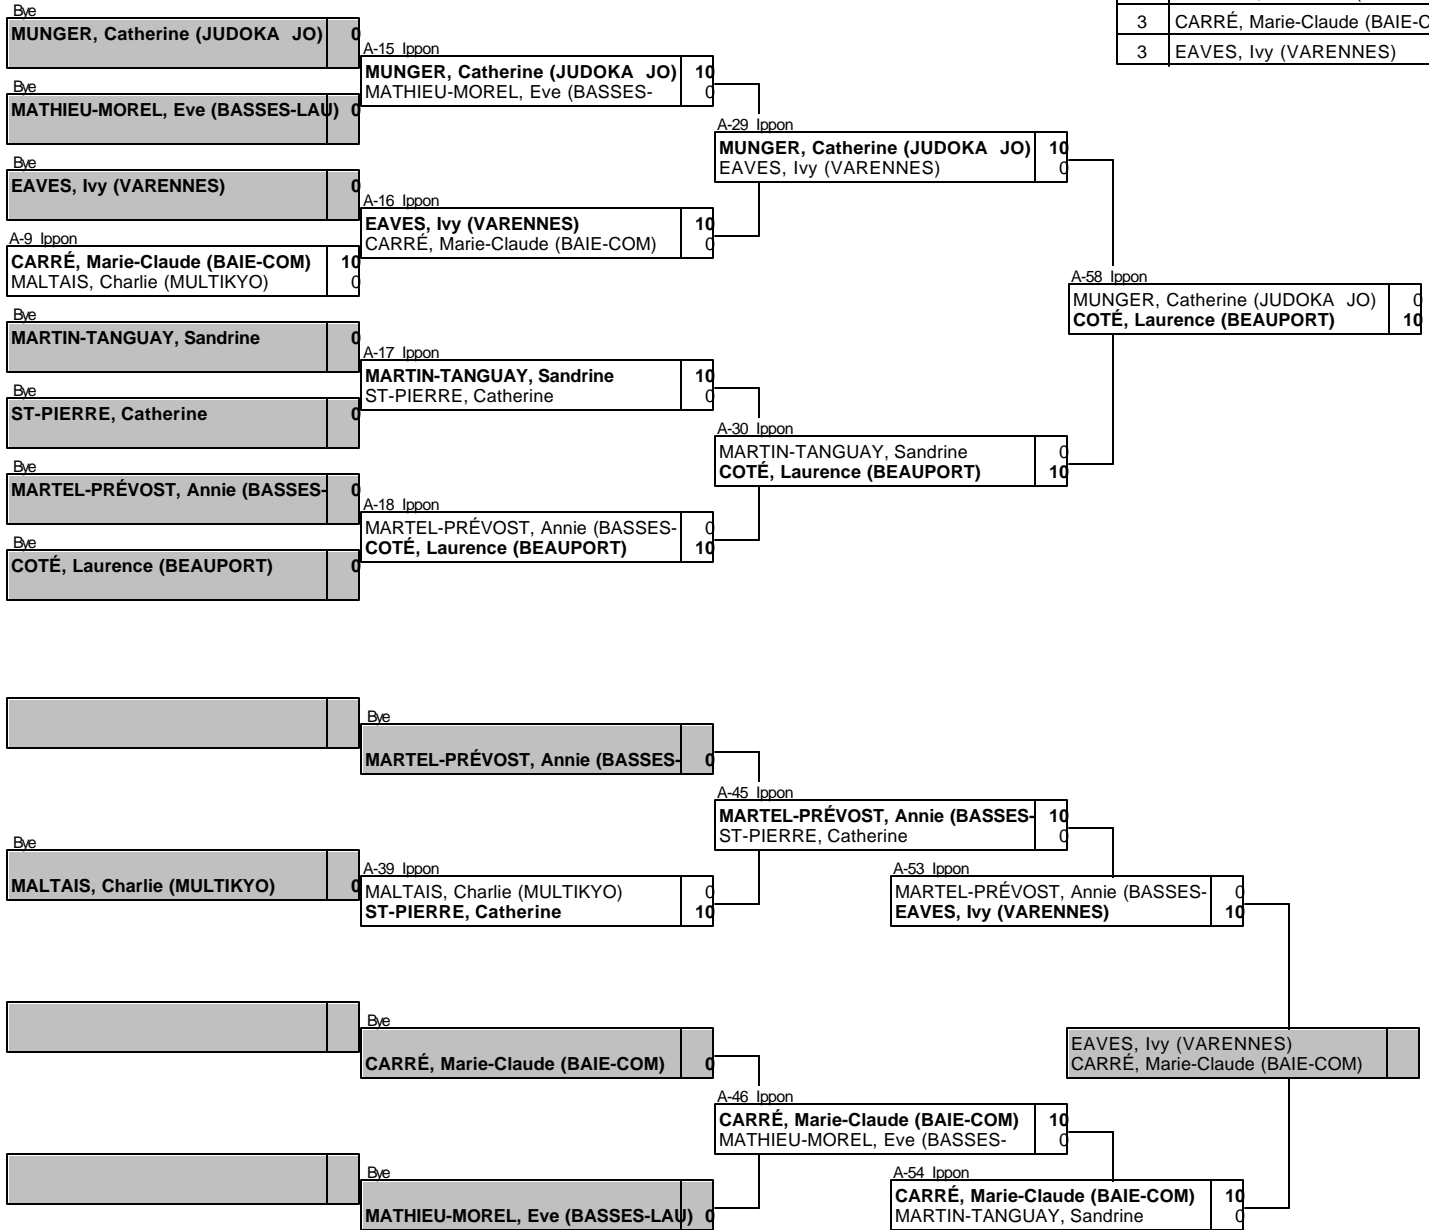 Bye
MUNGER, Catherine (JUDOKA JO) 0
Bye
MATHIEU-MOREL, Eve (BASSES-LAU) 0
Bye
EAVES, Ivy (VARENNES) 0
A-9 Ippon
CARRÉ, Marie-Claude (BAIE-COM) 10
MALTAIS, Charlie (MULTIKYO) 0
Bye
MARTIN-TANGUAY, Sandrine 0
Bye
ST-PIERRE, Catherine 0
Bye
MARTEL-PRÉVOST, Annie (BASSES- 0
Bye
COTÉ, Laurence (BEAUPORT) 0
A-15 Ippon
MUNGER, Catherine (JUDOKA JO) 10
MATHIEU-MOREL, Eve (BASSES- 0
A-16 Ippon
EAVES, Ivy (VARENNES) 10
CARRÉ, Marie-Claude (BAIE-COM) 0
A-17 Ippon
MARTIN-TANGUAY, Sandrine 10
ST-PIERRE, Catherine 0
A-18 Ippon
MARTEL-PRÉVOST, Annie (BASSES- 0
COTÉ, Laurence (BEAUPORT) 10
A-29 Ippon
MUNGER, Catherine (JUDOKA JO) 10
EAVES, Ivy (VARENNES) 0
A-30 Ippon
MARTIN-TANGUAY, Sandrine 0
COTÉ, Laurence (BEAUPORT) 10
3 CARRÉ, Marie-Claude (BAIE-C
3 EAVES, Ivy (VARENNES)
A-58 Ippon
MUNGER, Catherine (JUDOKA JO) 0
COTÉ, Laurence (BEAUPORT) 10
Bye
MALTAIS, Charlie (MULTIKYO) 0
Bye
MARTEL-PRÉVOST, Annie (BASSES- 0
A-39 Ippon
MALTAIS, Charlie (MULTIKYO) 0
ST-PIERRE, Catherine 10
Bye
CARRÉ, Marie-Claude (BAIE-COM) 0
Bye
MATHIEU-MOREL, Eve (BASSES-LAU) 0
A-45 Ippon
MARTEL-PRÉVOST, Annie (BASSES- 10
ST-PIERRE, Catherine 0
A-46 Ippon
CARRÉ, Marie-Claude (BAIE-COM) 10
MATHIEU-MOREL, Eve (BASSES- 0
A-53 Ippon
MARTEL-PRÉVOST, Annie (BASSES- 0
EAVES, Ivy (VARENNES) 10
A-54 Ippon
CARRÉ, Marie-Claude (BAIE-COM) 10
MARTIN-TANGUAY, Sandrine 0
EAVES, Ivy (VARENNES)
CARRÉ, Marie-Claude (BAIE-COM)